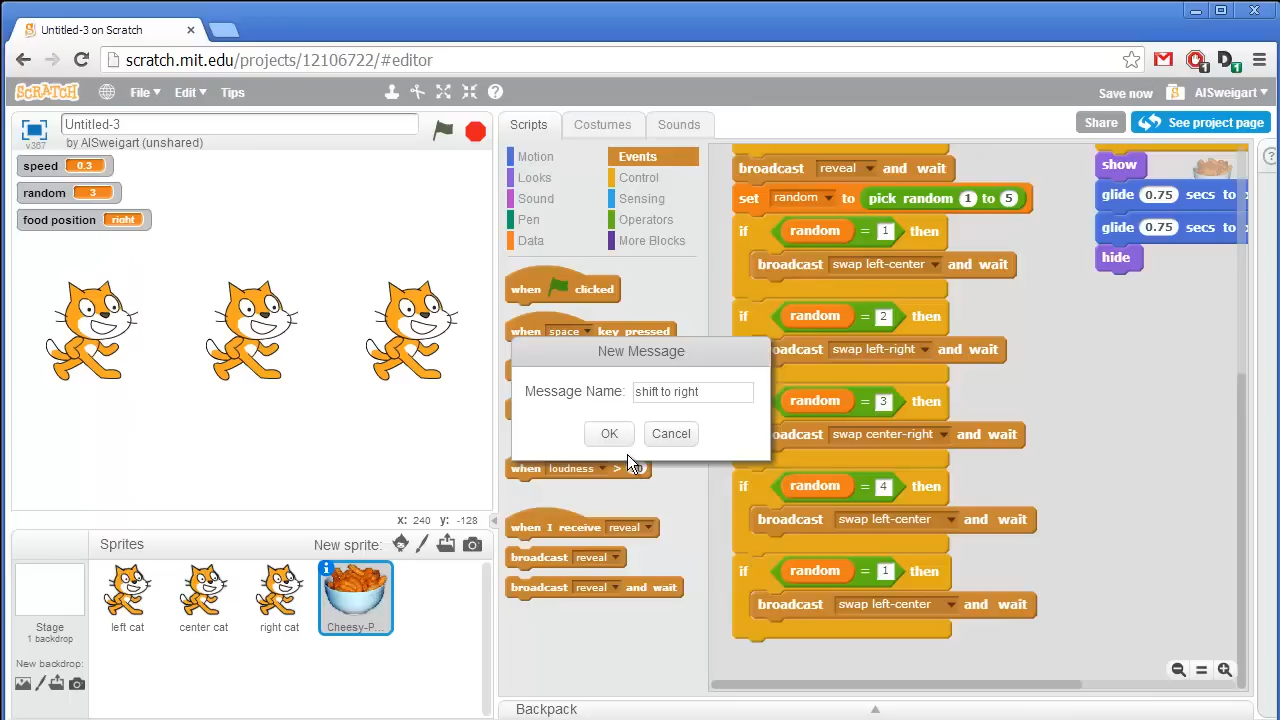 Untitled-3 on Scratch
scratch.mit.edu/projects/12106722/#editor
SCRATCH File Edit Tips Save now AlSweigart
Untitled-3
v387 by AlSweigart (unshared)
Scripts Costumes Sounds Share See project page
speed 0.3
random 3
food position right
Motion Events
Looks Control
Sound Sensing
Pen Operators
Data More Blocks
when clicked
when space key pressed
when loudness >
when I receive reveal
broadcast reveal
broadcast reveal and wait
New Message
Message Name: shift to right
OK Cancel
broadcast reveal and wait
set random to pick random 1 to 5
if random = 1 then
broadcast swap left-center and wait
if random = 2 then
oadcast swap left-right and wait
random = 3 then
oadcast swap center-right and wait
if random = 4 then
broadcast swap left-center and wait
if random = 1 then
broadcast swap left-center and wait
show
glide 0.75 secs to
glide 0.75 secs to
hide
x: 240 y: -128
Sprites New sprite:
Stage
1 backdrop
New backdrop:
left cat center cat right cat Cheesy-P...
Backpack